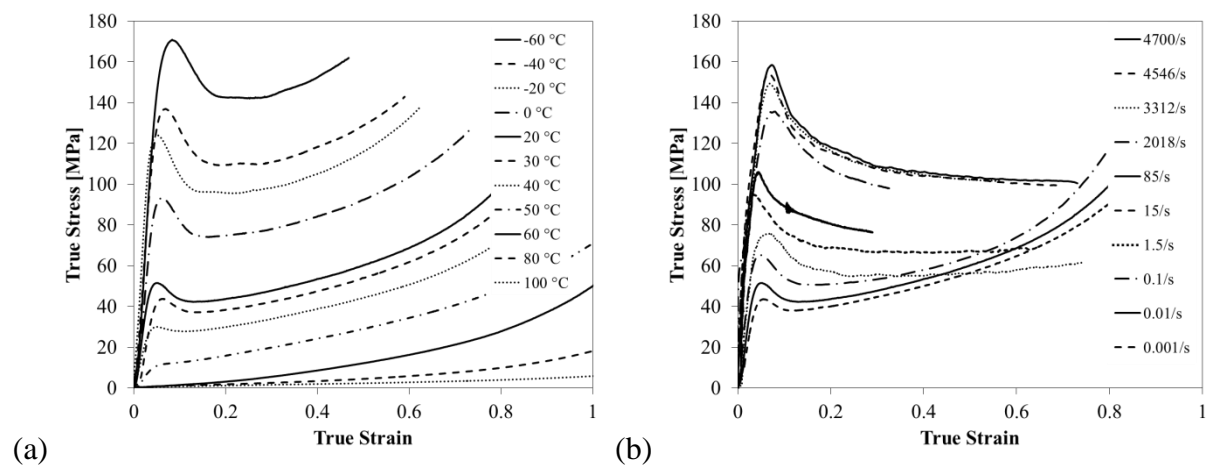 180
160
140
120
100
80
60
40
20
0
True Stress [MPa]
0 0.2 0.4 0.6 0.8 1
True Strain
-60 °C
-40 °C
-20 °C
0 °C
20 °C
30 °C
40 °C
50 °C
60 °C
80 °C
100 °C
(a)
180
160
140
120
100
80
60
40
20
0
True Stress [MPa]
0 0.2 0.4 0.6 0.8 1
True Strain
4700/s
4546/s
3312/s
2018/s
85/s
15/s
1.5/s
0.1/s
0.01/s
0.001/s
(b)